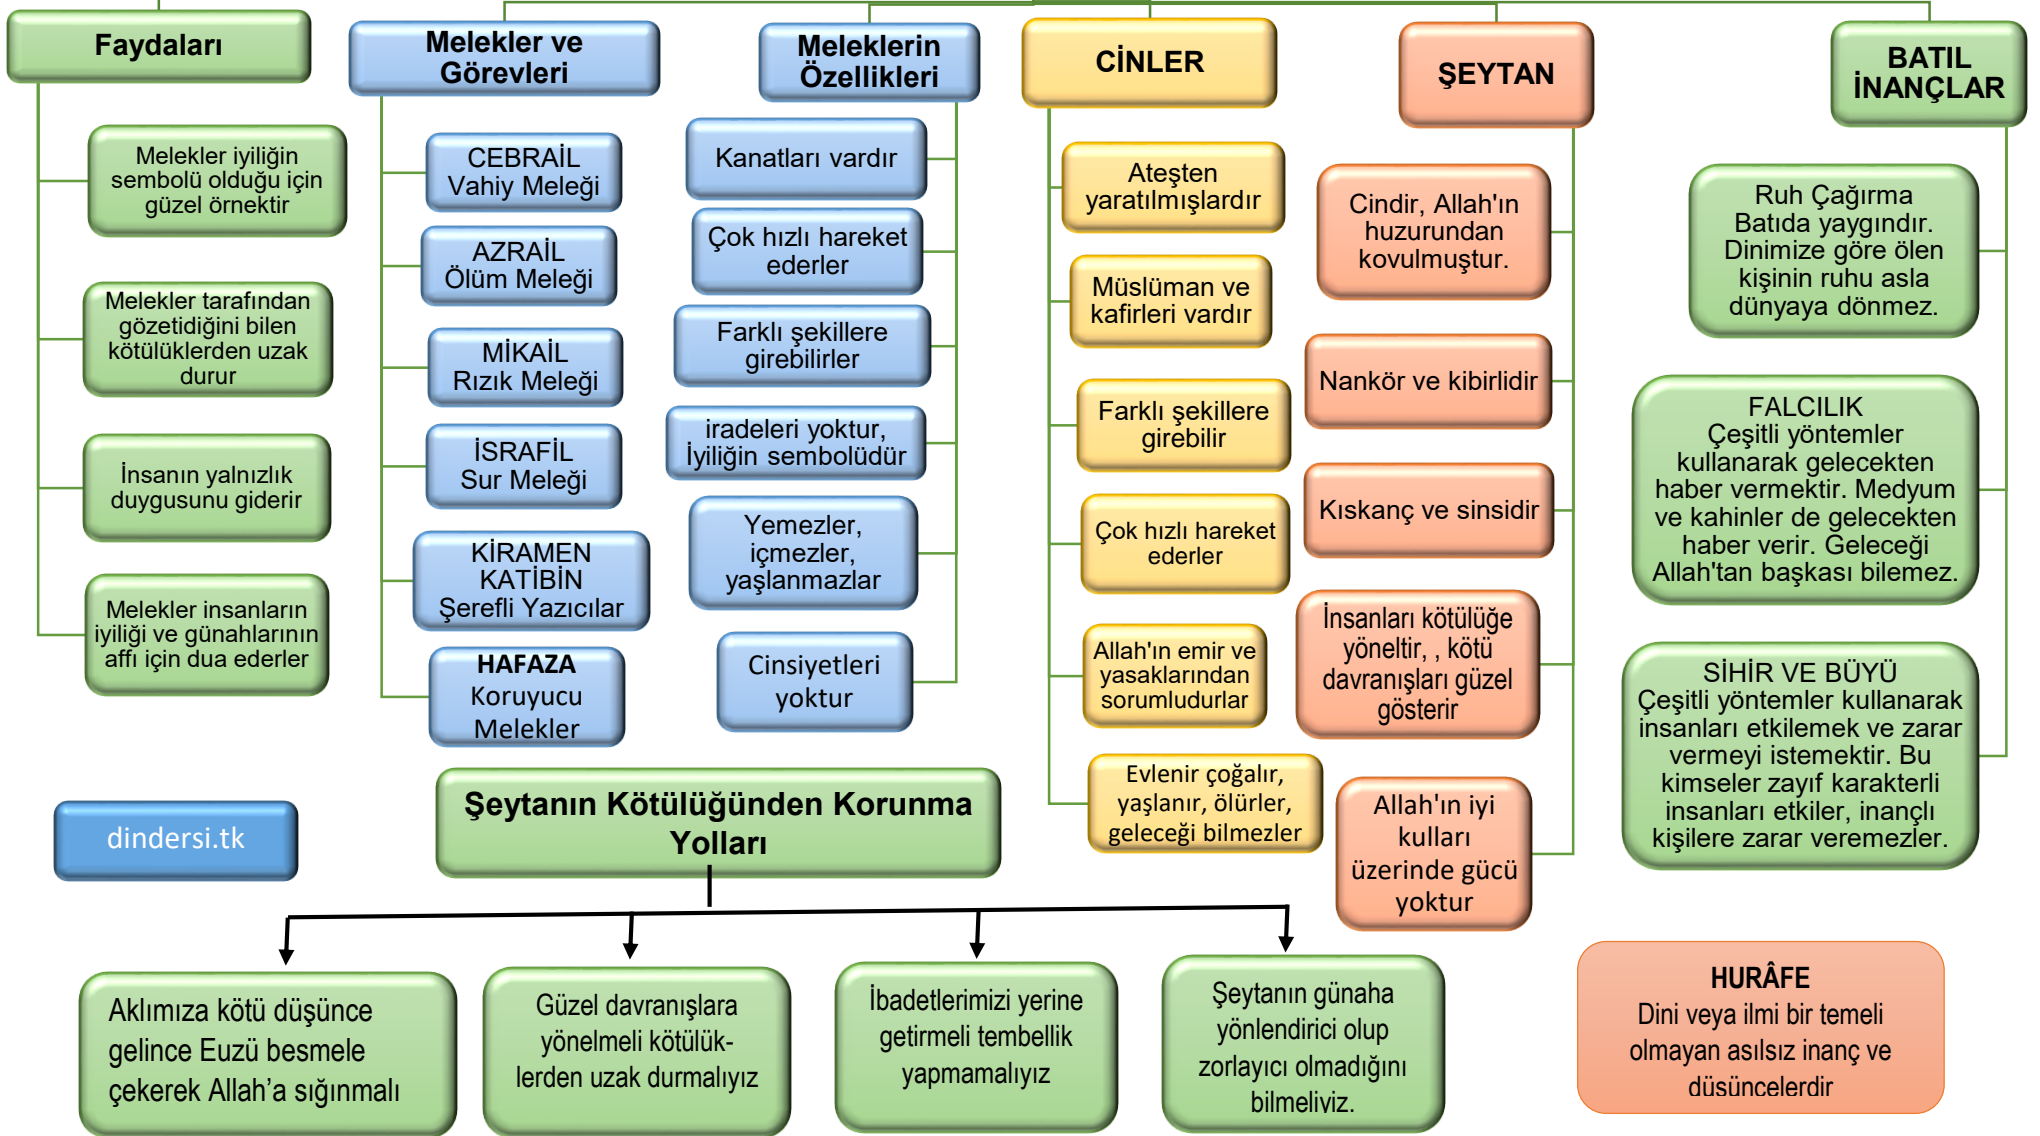 Faydaları
Melekler iyiliğin
sembolü olduğu için
güzel örnektir
Melekler tarafından
gözetidiğini bilen
kötülüklerden uzak
durur
İnsanın yalnızlık
duygusunu giderir
Melekler insanların
iyiliği ve günahlarının
affı için dua ederler
Melekler ve
Görevleri
CEBRAİL
Vahiy Meleği
AZRAİL
Ölüm Meleği
MİKAİL
Rızık Meleği
İSRAFİL
Sur Meleği
KİRAMEN
KATİBİN
Şerefli Yazıcılar
HAFAZA
Koruyucu
Melekler
Meleklerin
Özellikleri
Kanatları vardır
Çok hızlı hareket
ederler
Farklı şekillere
girebilirler
iradeleri yoktur,
İyiliğin sembolüdür
Yemezler,
içmezler,
yaşlanmazlar
Cinsiyetleri
yoktur
CİNLER
Ateşten
yaratılmışlardır
Müslüman ve
kafirleri vardır
Farklı şekillere
girebilir
Çok hızlı hareket
ederler
Allah'ın emir ve
yasaklarından
sorumludurlar
Evlenir çoğalır,
yaşlanır, ölürler,
geleceği bilmezler
ŞEYTAN
Cindir, Allah'ın
huzurundan
kovulmuştur.
Nankör ve kibirlidir
Kıskanç ve sinsidir
İnsanları kötülüğe
yöneltir, , kötü
davranışları güzel
gösterir
Allah'ın iyi
kulları
üzerinde gücü
yoktur
BATIL
İNANÇLAR
Ruh Çağırma
Batıda yaygındır.
Dinimize göre ölen
kişinin ruhu asla
dünyaya dönmez.
FALCILIK
Çeşitli yöntemler
kullanarak gelecekten
haber vermektir. Medyum
ve kahinler de gelecekten
haber verir. Geleceği
Allah'tan başkası bilemez.
SİHİR VE BÜYÜ
Çeşitli yöntemler kullanarak
insanları etkilemek ve zarar
vermeyi istemektir. Bu
kimseler zayıf karakterli
insanları etkiler, inançlı
kişilere zarar veremezler.
dindersi.tk
Şeytanın Kötülüğünden Korunma
Yolları
Aklımıza kötü düşünce
gelince Euzü besmele
çekerek Allah’a sığınmalı
Güzel davranışlara
yönelmeli kötülük-
lerden uzak durmalıyız
İbadetlerimizi yerine
getirmeli tembellik
yapmamalıyız
Şeytanın günaha
yönlendirici olup
zorlayıcı olmadığını
bilmeliyiz.
HURÂFE
Dini veya ilmi bir temeli
olmayan asılsız inanç ve
düşüncelerdir